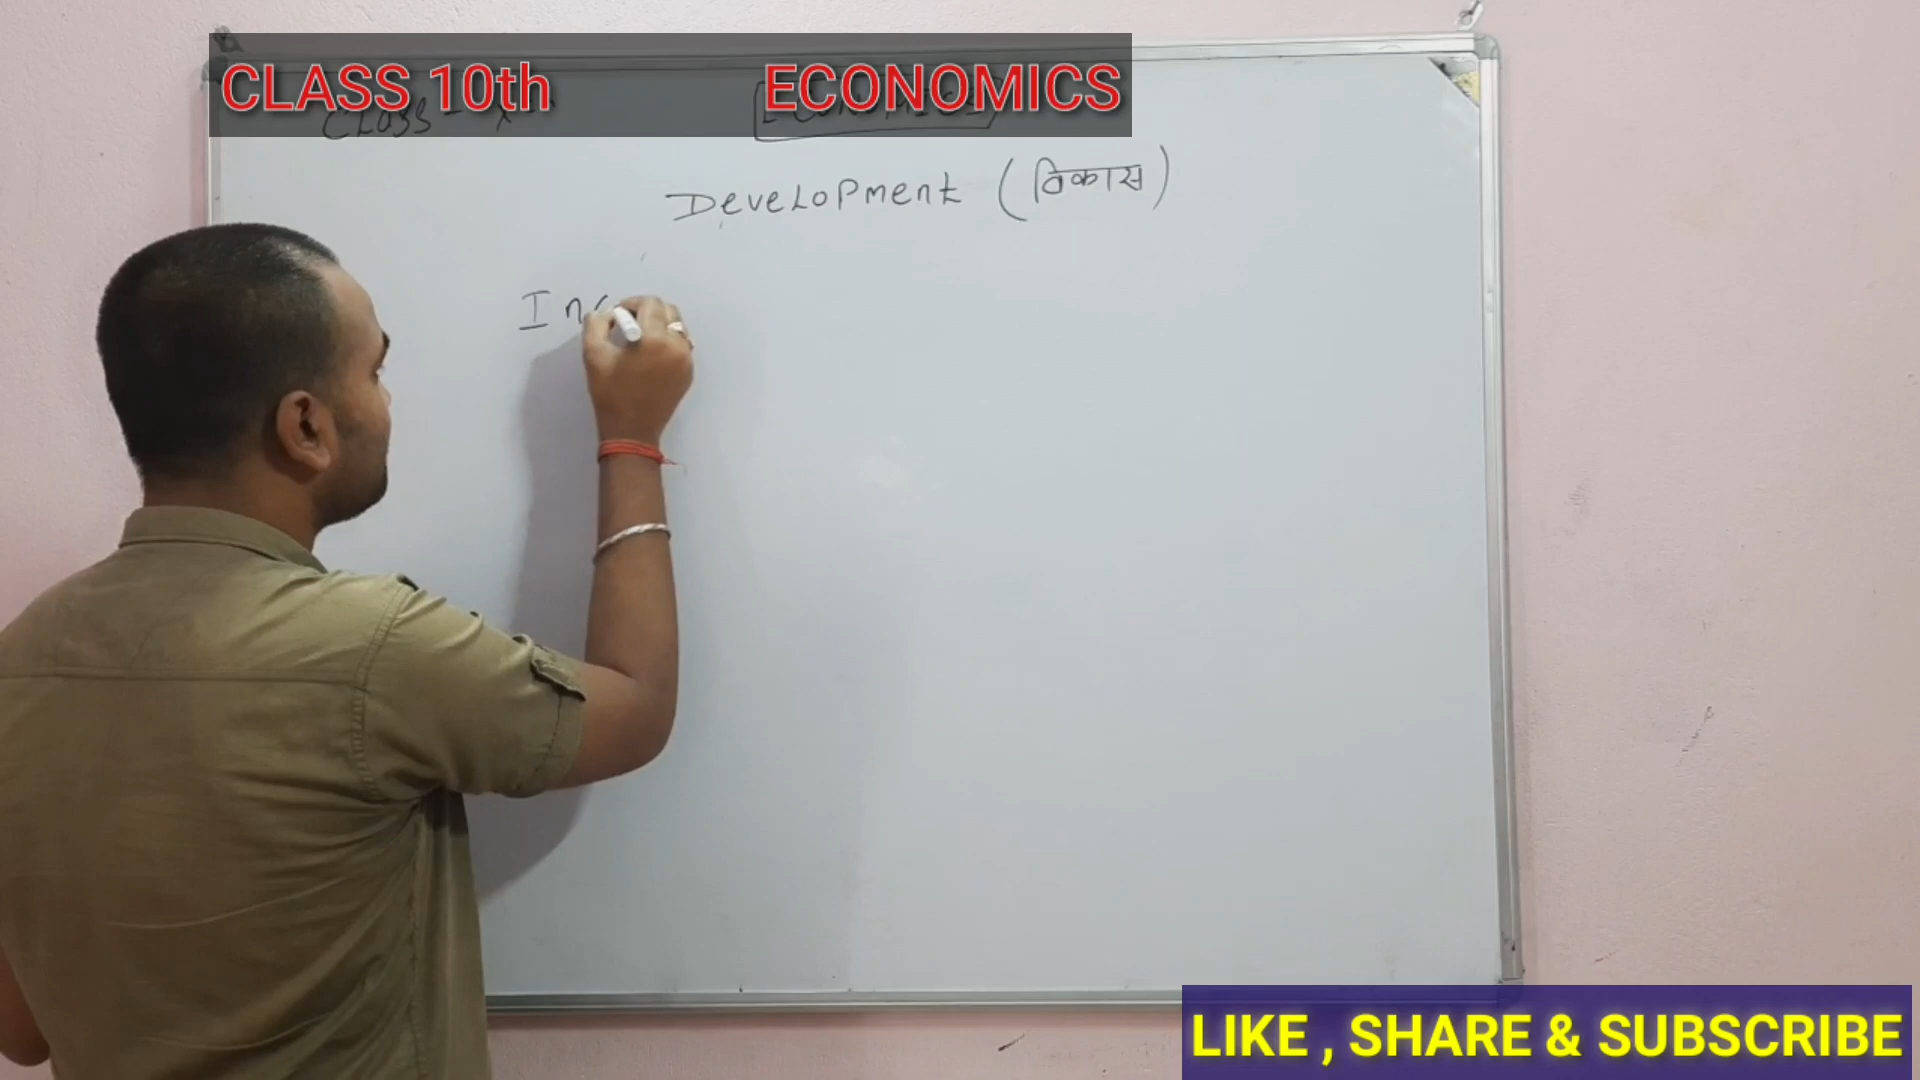 CLASS 10th ECONOMICS
Class - X
Development (विकास)
In
LIKE , SHARE & SUBSCRIBE